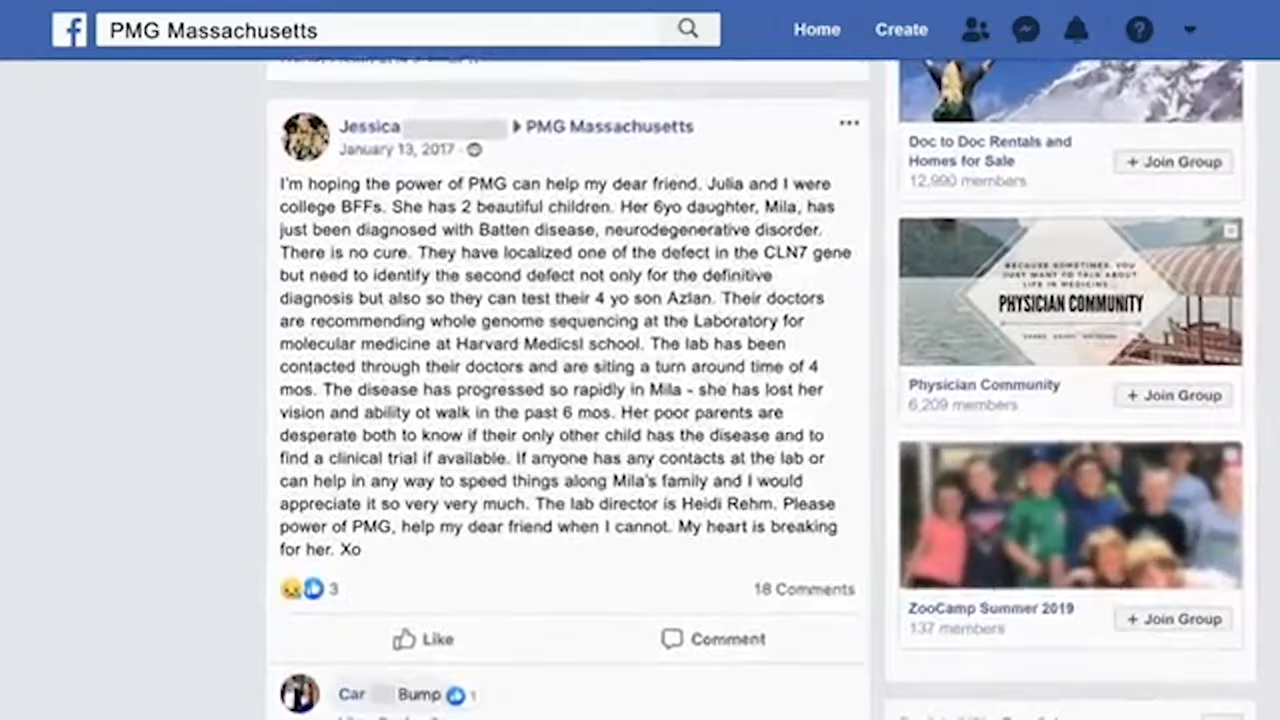 PMG Massachusetts
Home
Create
Jessica
PMG Massachusetts
January 13, 2017
I'm hoping the power of PMG can help my dear friend. Julia and I were
college BFFs. She has 2 beautiful children. Her 6yo daughter, Mila, has
just been diagnosed with Batten disease, neurodegenerative disorder.
There is no cure. They have localized one of the defect in the CLN7 gene
but need to identify the second defect not only for the definitive
diagnosis but also so they can test their 4 yo son Azlan. Their doctors
are recommending whole genome sequencing at the Laboratory for
molecular medicine at Harvard Medicsl school. The lab has been
contacted through their doctors and are siting a turn around time of 4
mos. The disease has progressed so rapidly in Mila - she has lost her
vision and ability ot walk in the past 6 mos. Her poor parents are
desperate both to know if their only other child has the disease and to
find a clinical trial if available. If anyone has any contacts at the lab or
can help in any way to speed things along Mila's family and I would
appreciate it so very very much. The lab director is Heidi Rehm. Please
power of PMG, help my dear friend when I cannot. My heart is breaking
for her. Xo
3
18 Comments
Like
Comment
Car Bump 1
Doc to Doc Rentals and
Homes for Sale
12,990 members
+ Join Group
BECAUSE SOMETIMES, YOU
JUST WANT TO TALK ABOUT
LIFE IN MEDICINE...
PHYSICIAN COMMUNITY
Physician Community
6,209 members
+ Join Group
ZooCamp Summer 2019
137 members
+ Join Group